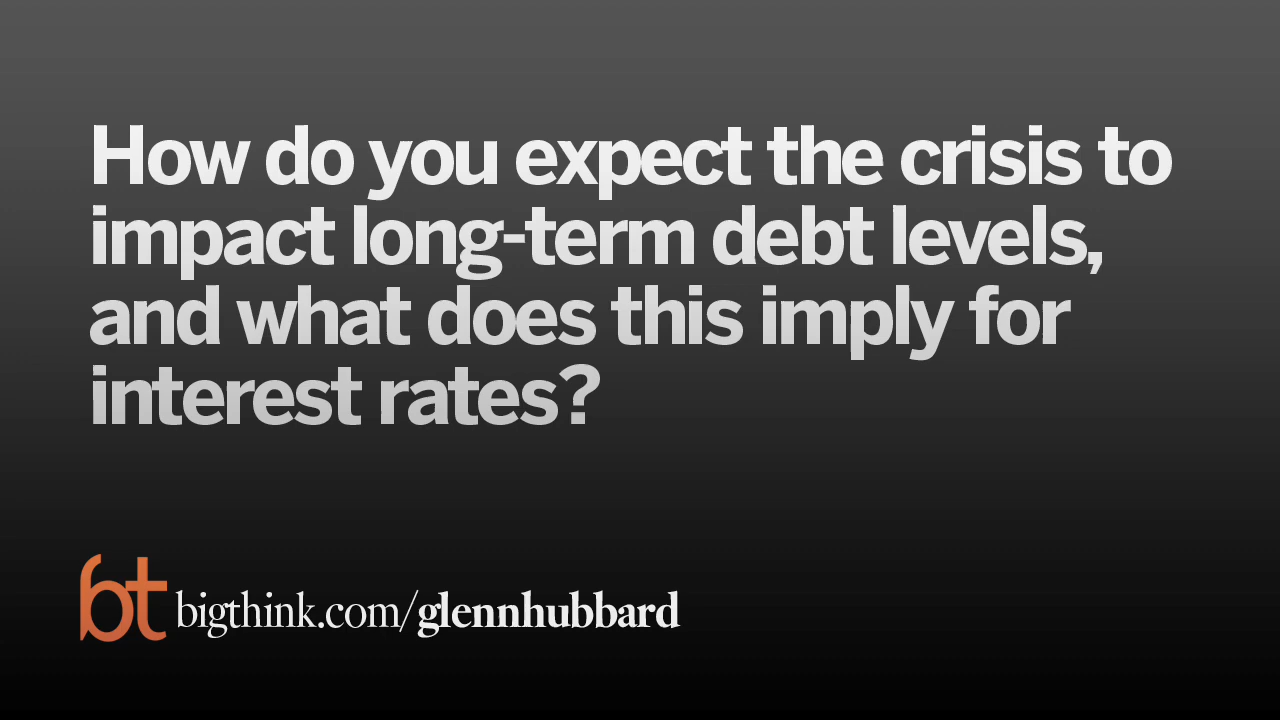 How do you expect the crisis to
impact long-term debt levels,
and what does this imply for
interest rates?
bt bigthink.com/glennhubbard